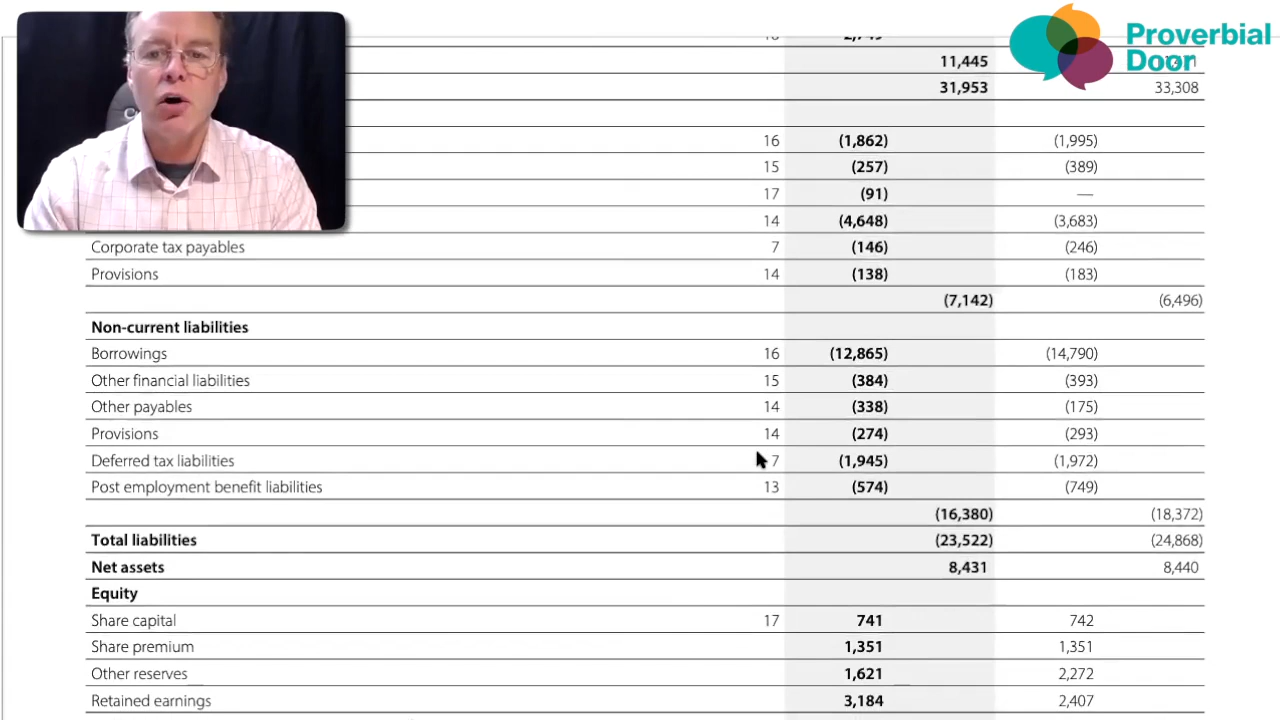 Proverbial
Door
11,445
31,953 33,308
16 (1,862) (1,995)
15 (257) (389)
17 (91) —
14 (4,648) (3,683)
Corporate tax payables 7 (146) (246)
Provisions 14 (138) (183)
(7,142) (6,496)
Non-current liabilities
Borrowings 16 (12,865) (14,790)
Other financial liabilities 15 (384) (393)
Other payables 14 (338) (175)
Provisions 14 (274) (293)
Deferred tax liabilities 7 (1,945) (1,972)
Post employment benefit liabilities 13 (574) (749)
(16,380) (18,372)
Total liabilities (23,522) (24,868)
Net assets 8,431 8,440
Equity
Share capital 17 741 742
Share premium 1,351 1,351
Other reserves 1,621 2,272
Retained earnings 3,184 2,407